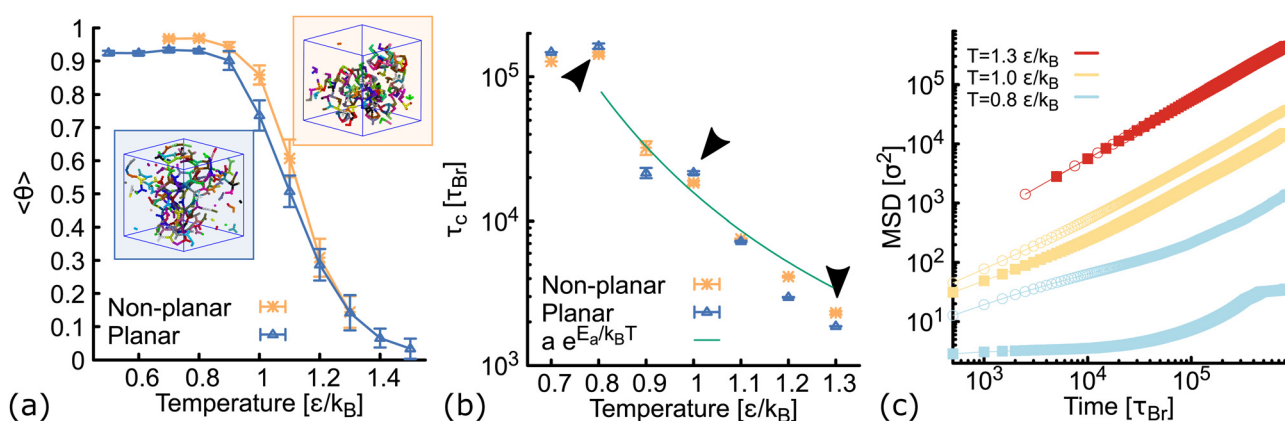 <θ>
1
0.9
0.8
0.7
0.6
0.5
0.4
0.3
0.2
0.1
0
Non-planar
Planar
0.6 0.8 1 1.2 1.4
Temperature [ε/k_B]
(a)
τ_c [τ_Br]
10^5
10^4
10^3
Non-planar
Planar
a e^{E_a/k_BT}
0.7 0.8 0.9 1 1.1 1.2 1.3
Temperature [ε/k_B]
(b)
MSD [σ^2]
10^5
10^4
10^3
10^2
10^1
T=1.3 ε/k_B
T=1.0 ε/k_B
T=0.8 ε/k_B
10^3 10^4 10^5
Time [τ_Br]
(c)